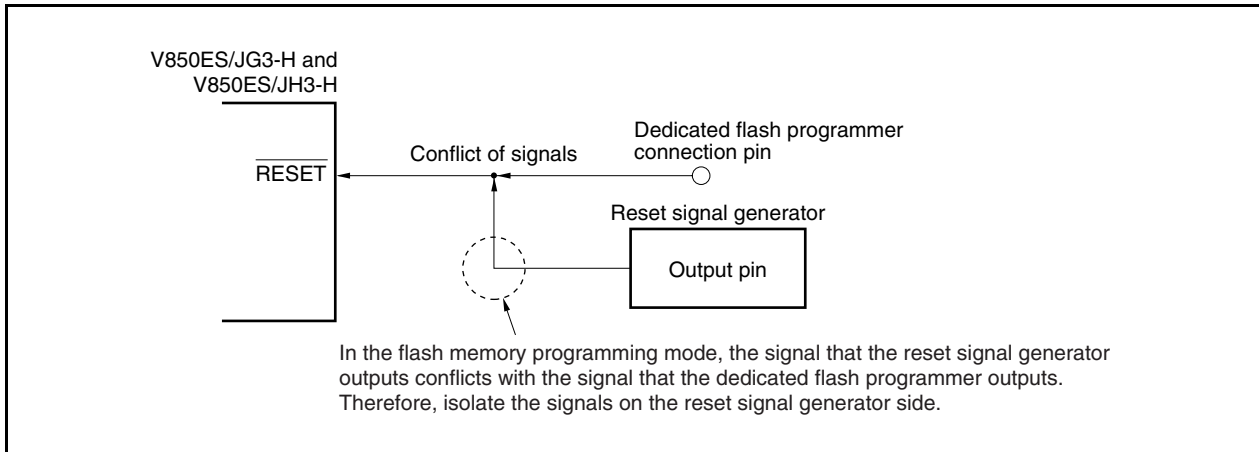 V850ES/JG3-H and
V850ES/JH3-H
Dedicated flash programmer
connection pin
Conflict of signals
RESET
Reset signal generator
Output pin
In the flash memory programming mode, the signal that the reset signal generator
outputs conflicts with the signal that the dedicated flash programmer outputs.
Therefore, isolate the signals on the reset signal generator side.